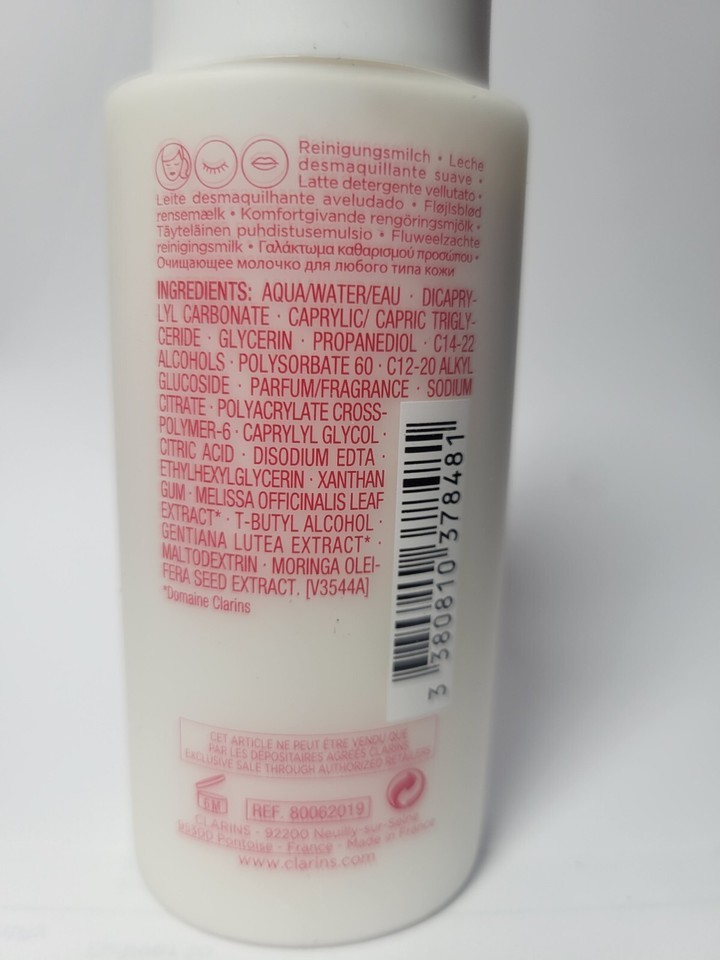 Reinigungsmilch • Leche
desmaquillante suave •
Latte detergente vellutato •
Leite desmaquilhante aveludado • Fløjlsblød
rensemælk • Komfortgivande rengöringsmjölk •
Täyteläinen puhdistusemulsio • Fluweelzachte
reinigingsmilk • Γαλάκτωμα καθαρισμού προσώπου •
Очищающее молочко для любого типа кожи
INGREDIENTS: AQUA/WATER/EAU · DICAPRY-
LYL CARBONATE · CAPRYLIC/ CAPRIC TRIGLY-
CERIDE · GLYCERIN · PROPANEDIOL · C14-22
ALCOHOLS · POLYSORBATE 60 · C12-20 ALKYL
GLUCOSIDE · PARFUM/FRAGRANCE · SODIUM
CITRATE · POLYACRYLATE CROSS-
POLYMER-6 · CAPRYLYL GLYCOL ·
CITRIC ACID · DISODIUM EDTA ·
ETHYLHEXYLGLYCERIN · XANTHAN
GUM · MELISSA OFFICINALIS LEAF
EXTRACT* · T-BUTYL ALCOHOL ·
GENTIANA LUTEA EXTRACT* ·
MALTODEXTRIN · MORINGA OLEI-
FERA SEED EXTRACT. [V3544A]
*Domaine Clarins
3 380810 378481
CET ARTICLE NE PEUT ÊTRE VENDU QUE
PAR LES DÉPOSITAIRES AGRÉÉS CLARINS
EXCLUSIVE SALE THROUGH AUTHORIZED RETAILERS
6M
REF. 80062019
CLARINS · 92200 Neuilly-sur-Seine
95300 Pontoise · France · Made in France
www.clarins.com